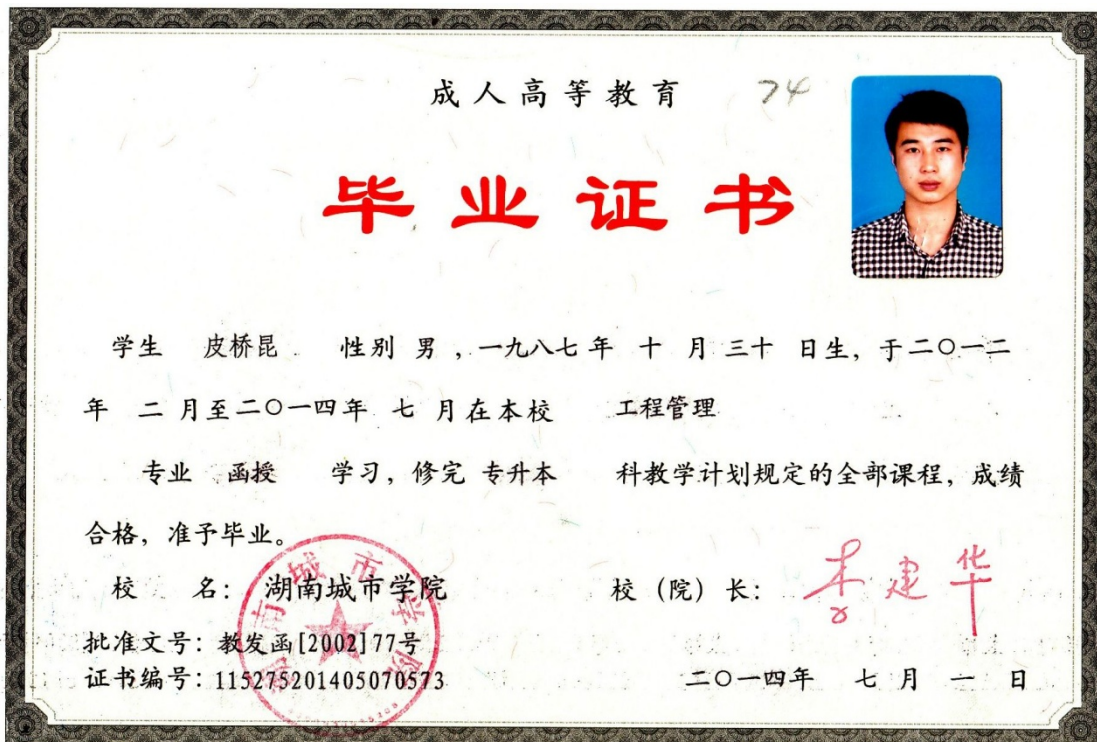 成人高等教育 74
毕业证书
学生 皮桥昆 性别 男 ，一九八七 年 十 月 三十 日生，于二〇一二
年 二 月至二〇一四年 七 月在本校 工程管理
专业 函授 学习，修完 专升本 科教学计划规定的全部课程，成绩
合格，准予毕业。
校 名： 湖南城市学院 校（院）长： 李建华
湖南城市学院
批准文号：教发函[2002]77号
证书编号：115275201405070573 二〇一四年 七 月 一 日